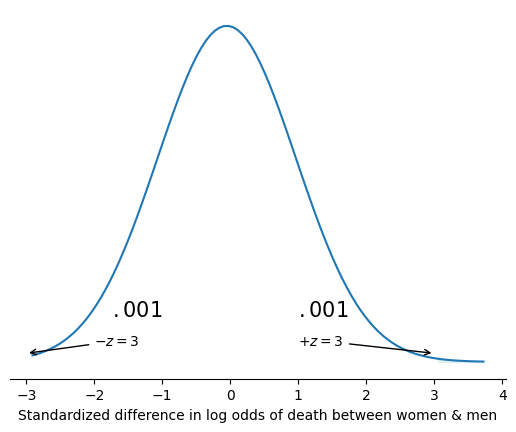 .001 .001
−z = 3 +z = 3
−3 −2 −1 0 1 2 3 4
Standardized difference in log odds of death between women & men